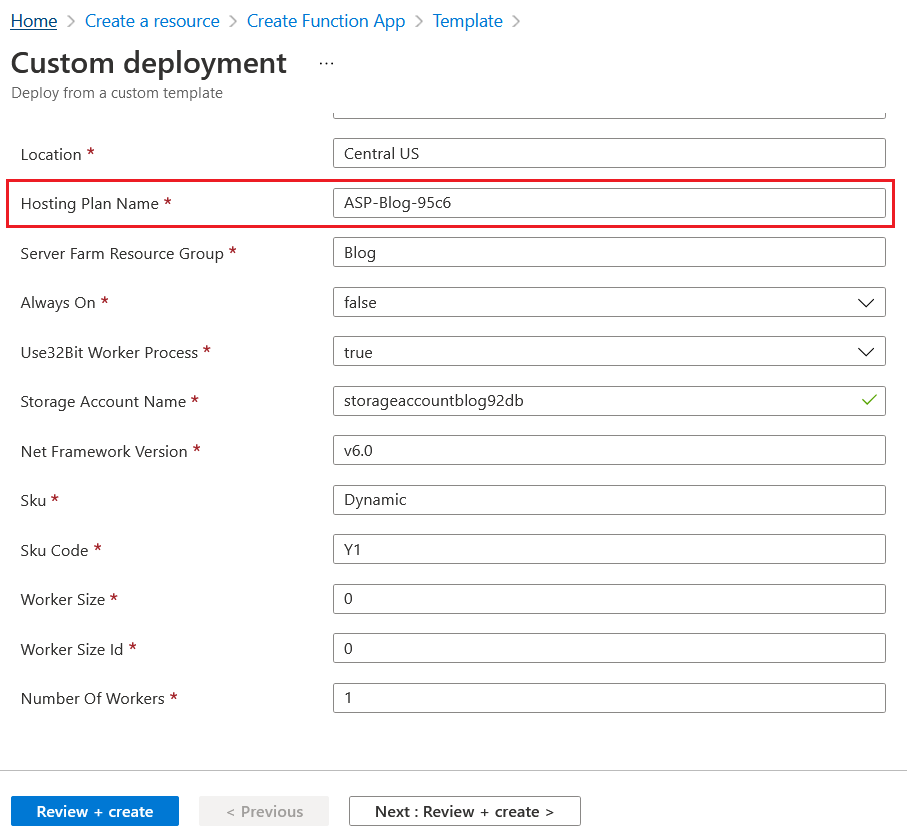 Home > Create a resource > Create Function App > Template >
Custom deployment ...
Deploy from a custom template
Location * Central US
Hosting Plan Name * ASP-Blog-95c6
Server Farm Resource Group * Blog
Always On * false
Use32Bit Worker Process * true
Storage Account Name * storageaccountblog92db
Net Framework Version * v6.0
Sku * Dynamic
Sku Code * Y1
Worker Size * 0
Worker Size Id * 0
Number Of Workers * 1
Review + create < Previous Next : Review + create >